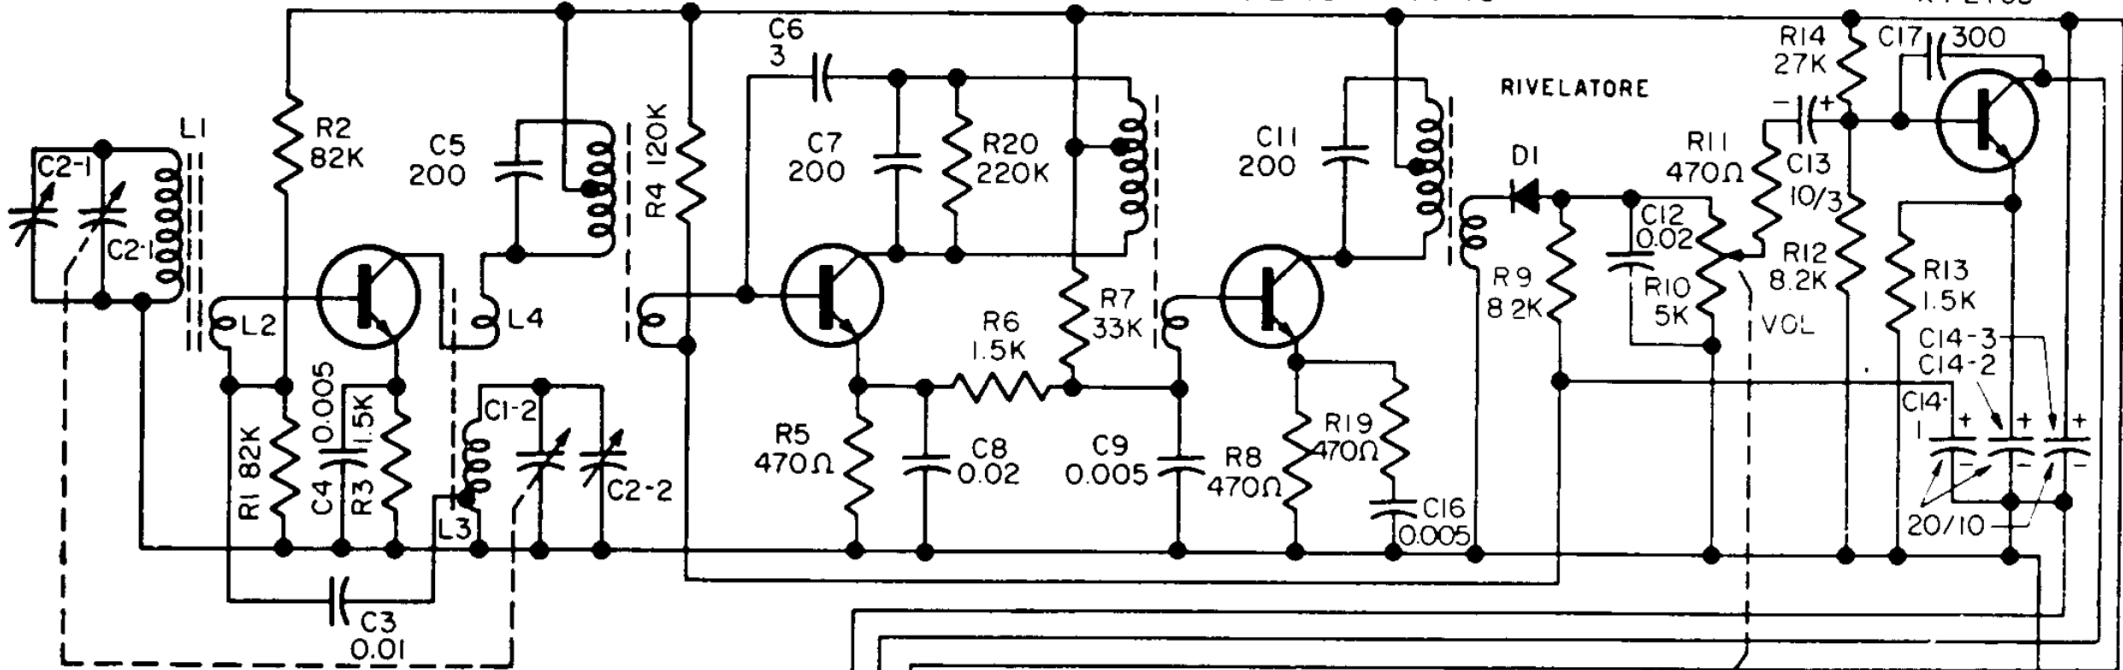 L1
C2-1
C2-1
R2
82K
L2
R1 82K
C4 0.005
R3 1.5K
C3
0.01
C5
200
L4
C1-2
L3
C2-2
R4 120K
C6
3
C7
200
R20
220K
R5
470Ω
C8
0.02
R6
1.5K
R7
33K
C9
0.005
C11
200
R8
470Ω
R19
470Ω
C16
0.005
RIVELATORE
D1
R9
82K
C12
0.02
R10
5K
VOL
R11
470Ω
C13
10/3
- +
R14
27K
C17 300
R12
8.2K
R13
1.5K
C14-3
C14-2
C14-
1
+ + +
- - -
20/10